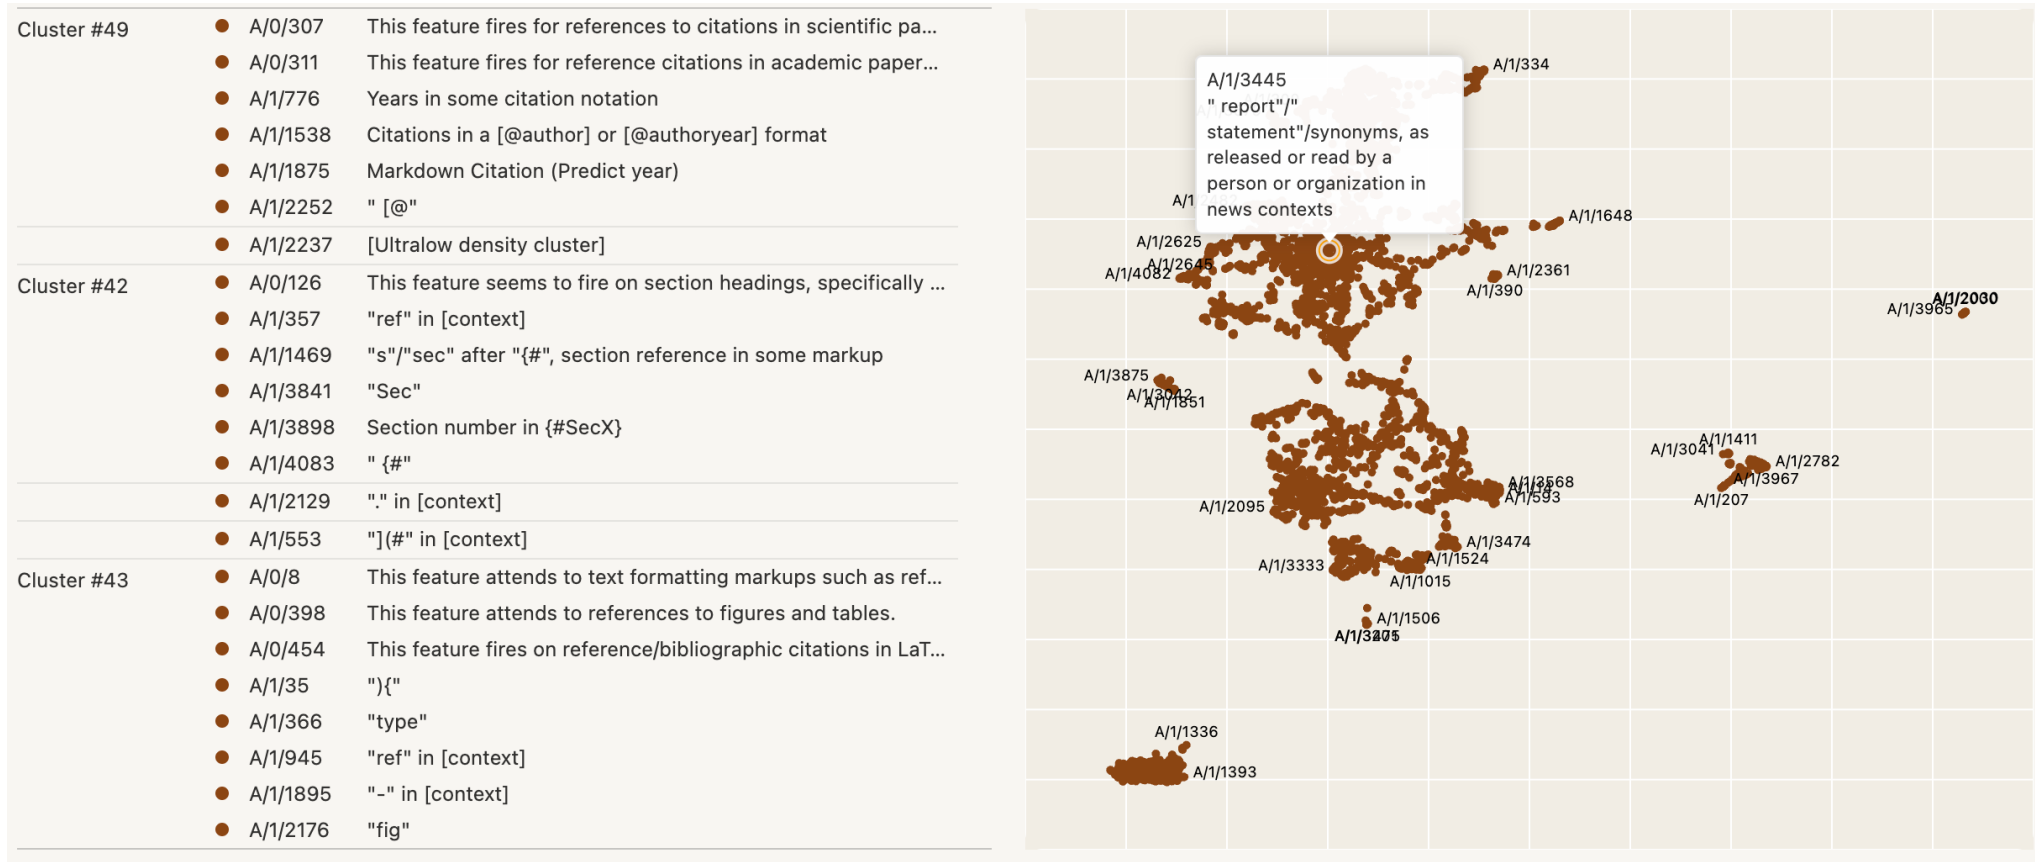 Cluster #49
A/0/307 This feature fires for references to citations in scientific pa...
A/0/311 This feature fires for reference citations in academic paper...
A/1/776 Years in some citation notation
A/1/1538 Citations in a [@author] or [@authoryear] format
A/1/1875 Markdown Citation (Predict year)
A/1/2252 " [@"
A/1/2237 [Ultralow density cluster]
Cluster #42
A/0/126 This feature seems to fire on section headings, specifically ...
A/1/357 "ref" in [context]
A/1/1469 "s"/"sec" after "{#", section reference in some markup
A/1/3841 "Sec"
A/1/3898 Section number in {#SecX}
A/1/4083 " {#"
A/1/2129 "." in [context]
A/1/553 "](#" in [context]
Cluster #43
A/0/8 This feature attends to text formatting markups such as ref...
A/0/398 This feature attends to references to figures and tables.
A/0/454 This feature fires on reference/bibliographic citations in LaT...
A/1/35 "){"
A/1/366 "type"
A/1/945 "ref" in [context]
A/1/1895 "-" in [context]
A/1/2176 "fig"
A/1/334
A/1/3445
" report"/"
statement"/synonyms, as
released or read by a
person or organization in
news contexts
A/1/1648
A/1/2625
A/1/2645
A/1/4082
A/1/2361
A/1/390
A/1/2030
A/1/3965
A/1/3875
A/1/3042
A/1/1851
A/1/1411
A/1/3041
A/1/2782
A/1/3967
A/1/207
A/1/3568
A/1/593
A/1/2095
A/1/3474
A/1/1524
A/1/3333
A/1/1015
A/1/1506
A/1/1336
A/1/1393